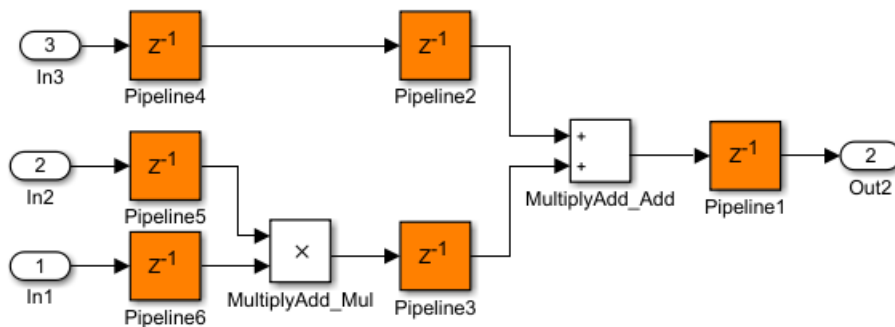 3
In3
z-1
Pipeline4
z-1
Pipeline2
2
In2
z-1
Pipeline5
+
+
MultiplyAdd_Add
z-1
Pipeline1
2
Out2
1
In1
z-1
Pipeline6
×
MultiplyAdd_Mul
z-1
Pipeline3